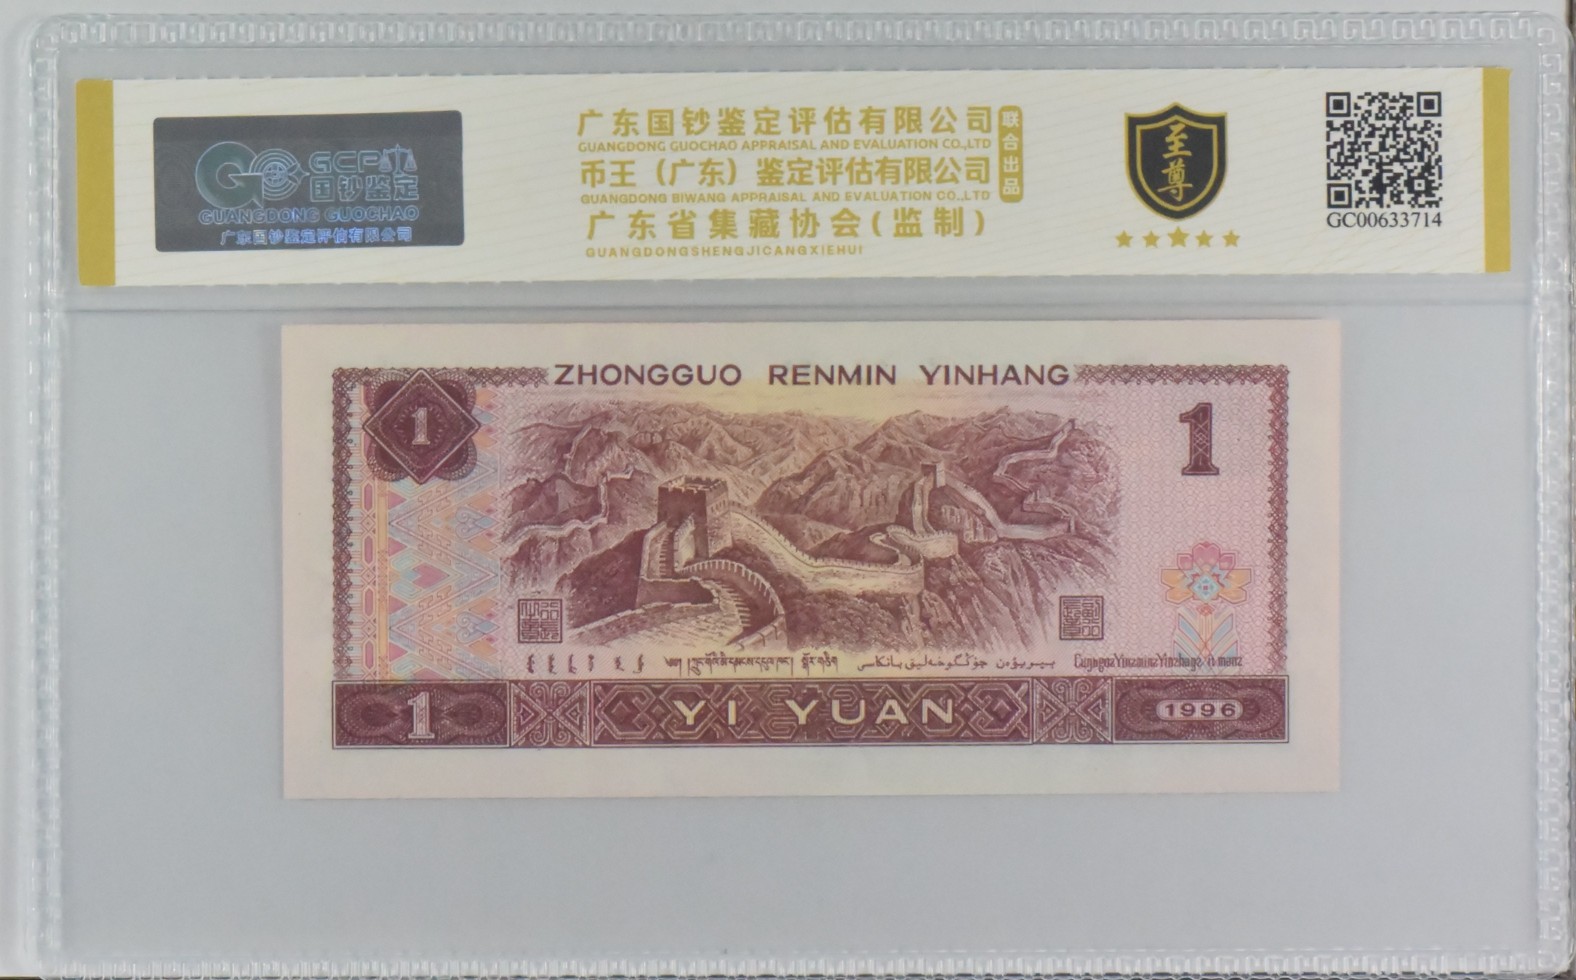 GCP
国钞鉴定
GUANGDONG GUOCHAO
广东国钞鉴定评估有限公司
广东国钞鉴定评估有限公司
GUANGDONG GUOCHAO APPRAISAL AND EVALUATION CO.,LTD
币王（广东）鉴定评估有限公司
GUANGDONG BIWANG APPRAISAL AND EVALUATION CO.,LTD
广东省集藏协会(监制)
GUANGDONGSHENGJICANGXIEHUI
联合出品
至尊
GC00633714
ZHONGGUO RENMIN YINHANG
1
1
1
YI YUAN
1996